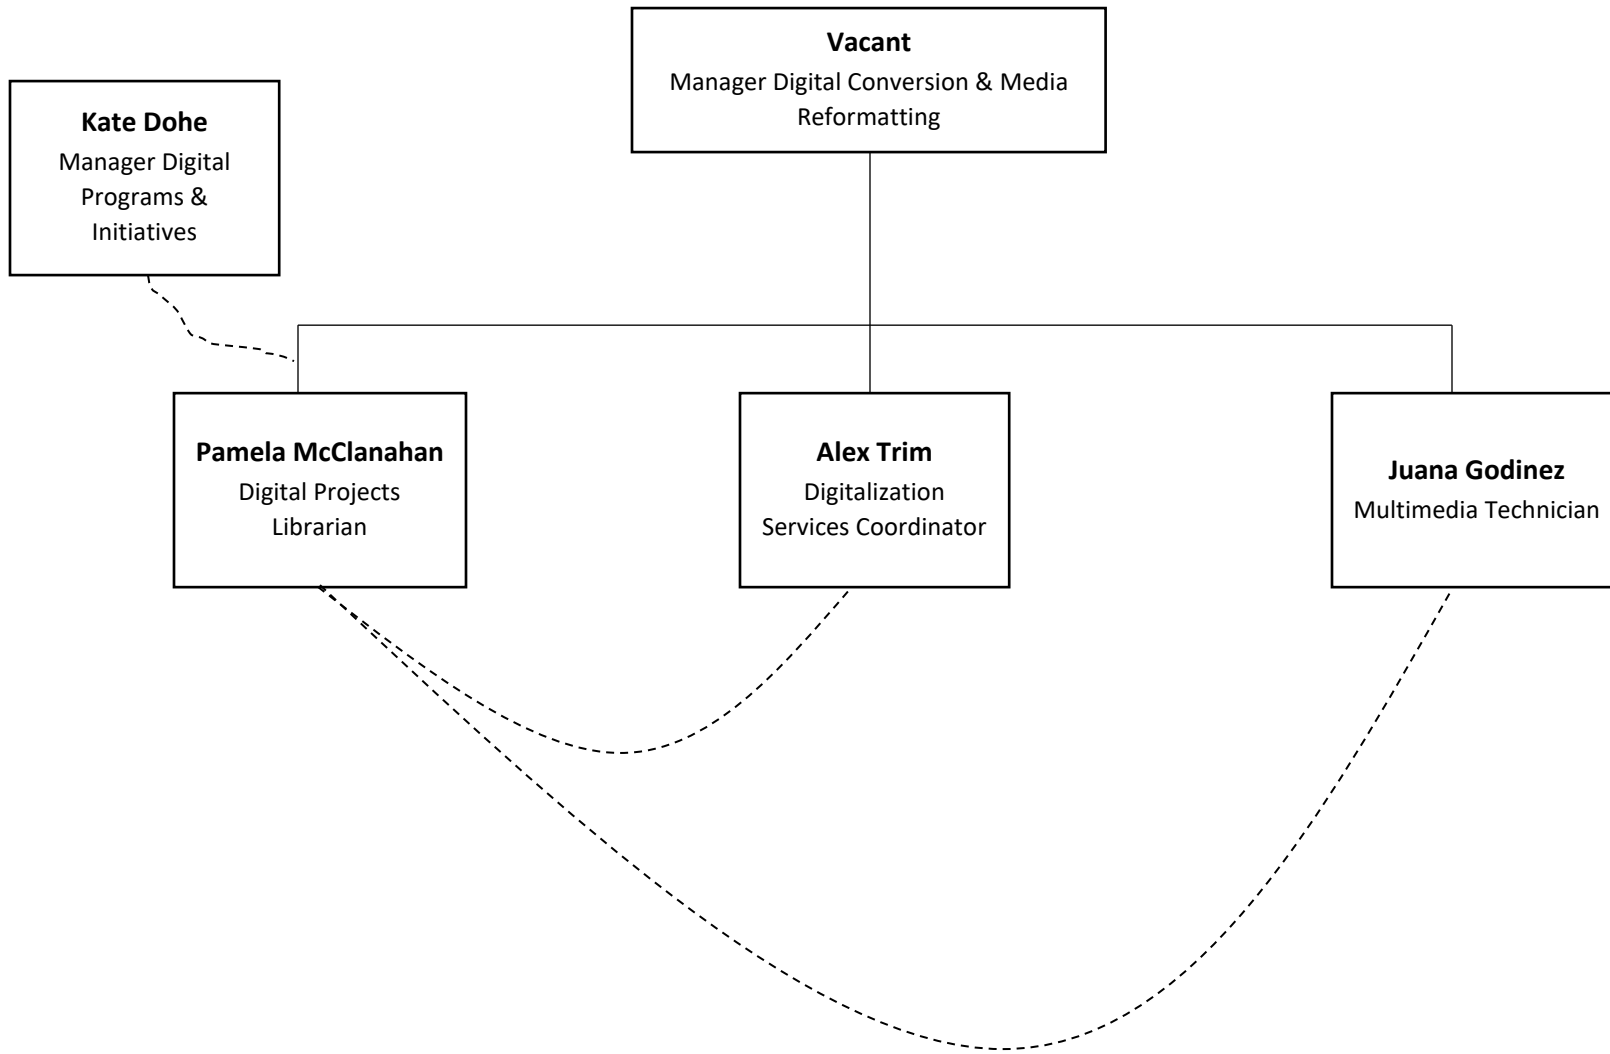 Vacant
Manager Digital Conversion & Media
Reformatting
Kate Dohe
Manager Digital
Programs &
Initiatives
Pamela McClanahan
Digital Projects
Librarian
Alex Trim
Digitalization
Services Coordinator
Juana Godinez
Multimedia Technician